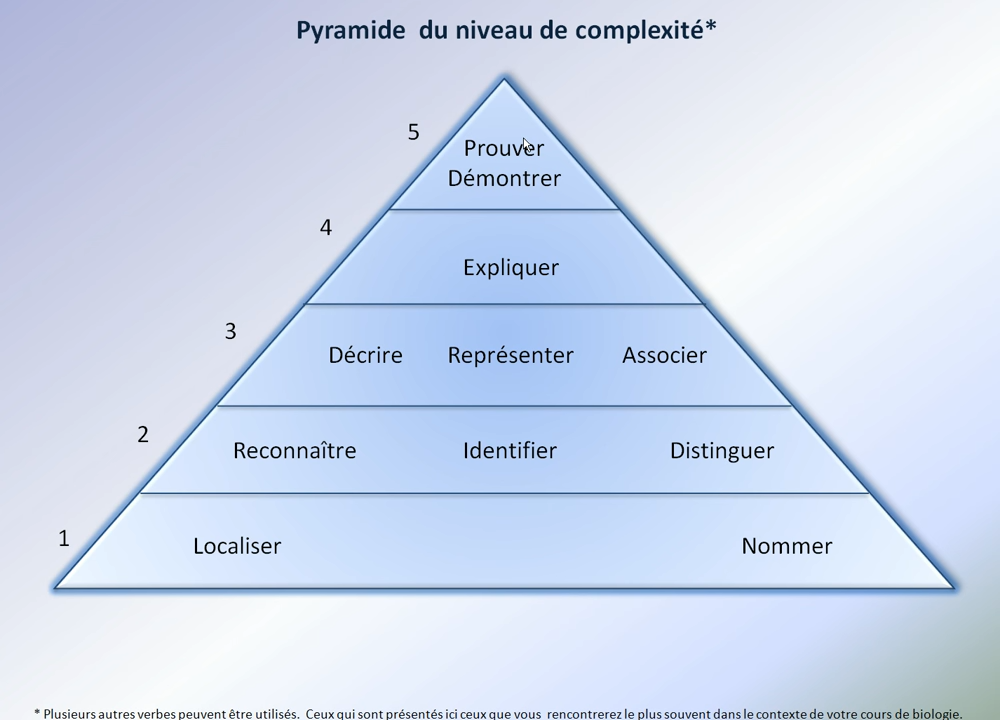 Pyramide du niveau de complexité*
5
Prouver
Démontrer
4
Expliquer
3
Décrire Représenter Associer
2
Reconnaître Identifier Distinguer
1
Localiser Nommer
* Plusieurs autres verbes peuvent être utilisés. Ceux qui sont présentés ici ceux que vous rencontrerez le plus souvent dans le contexte de votre cours de biologie.